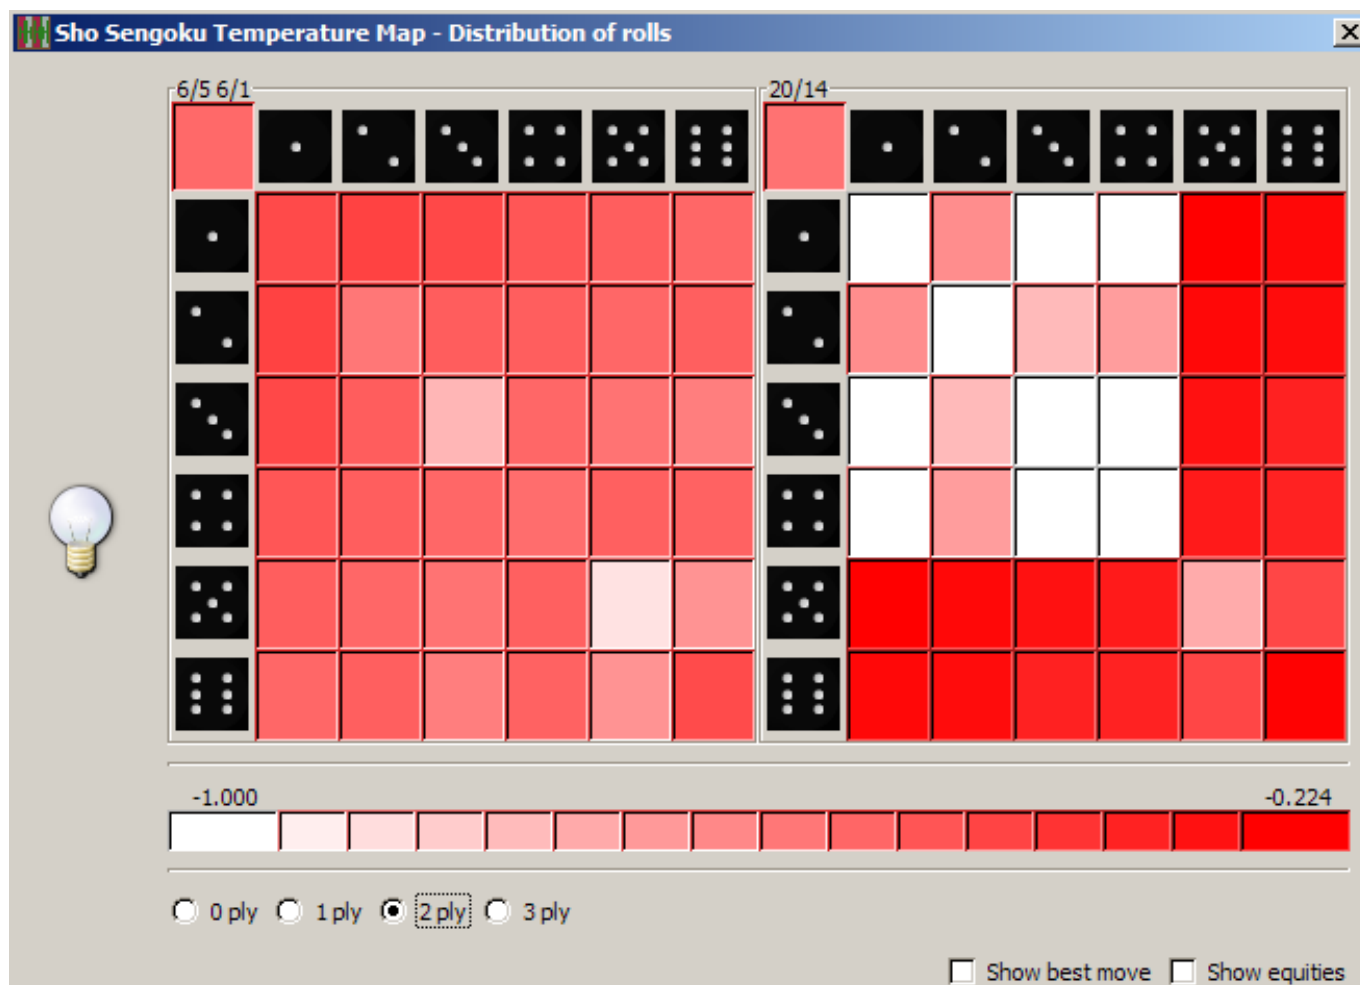 Sho Sengoku Temperature Map - Distribution of rolls
6/5 6/1
20/14
-1.000
-0.224
0 ply
1 ply
2 ply
3 ply
Show best move
Show equities